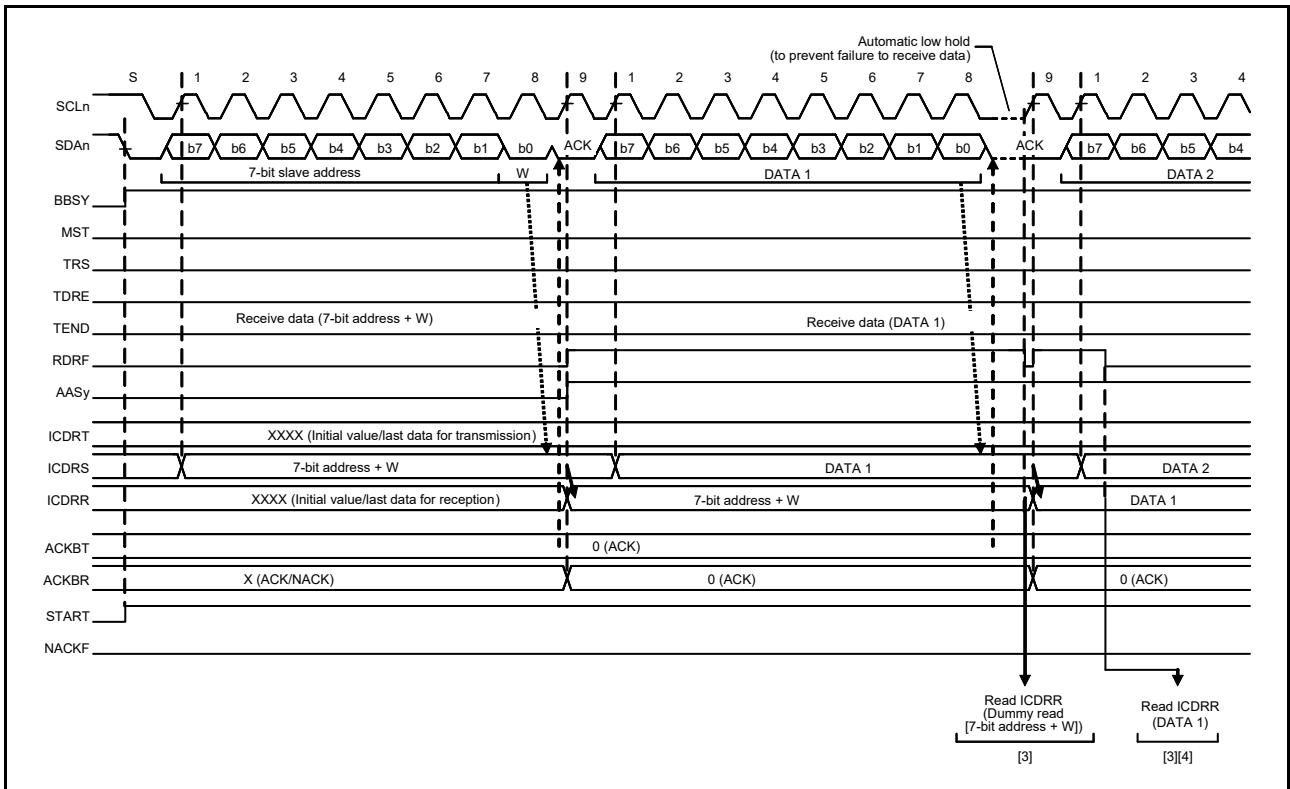 Automatic low hold
(to prevent failure to receive data)
S 1 2 3 4 5 6 7 8 9 1 2 3 4 5 6 7 8 9 1 2 3 4
SCLn
SDAn b7 b6 b5 b4 b3 b2 b1 b0 ACK b7 b6 b5 b4 b3 b2 b1 b0 ACK b7 b6 b5 b4
7-bit slave address W DATA 1 DATA 2
BBSY
MST
TRS
TDRE
TEND
Receive data (7-bit address + W) Receive data (DATA 1)
RDRF
AASy
ICDRT XXXX (Initial value/last data for transmission)
ICDRS 7-bit address + W DATA 1 DATA 2
ICDRR XXXX (Initial value/last data for reception) 7-bit address + W DATA 1
ACKBT 0 (ACK)
ACKBR X (ACK/NACK) 0 (ACK) 0 (ACK)
START
NACKF
Read ICDRR
(Dummy read
[7-bit address + W])
[3]
Read ICDRR
(DATA 1)
[3][4]